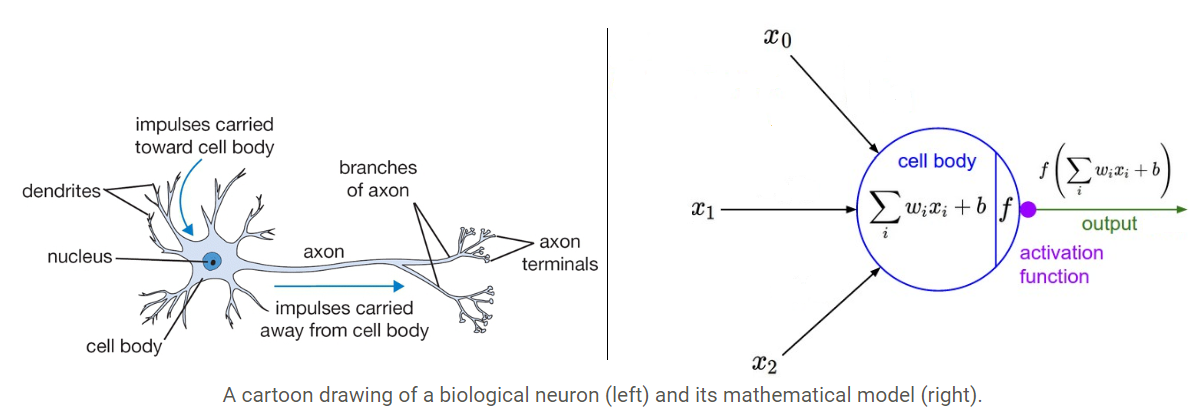 impulses carried
toward cell body
dendrites
branches
of axon
nucleus
axon
axon
terminals
impulses carried
away from cell body
cell body
x₀
x₁
x₂
cell body
∑ᵢ wᵢxᵢ + b
f
f(∑ᵢ wᵢxᵢ + b)
output
activation
function
A cartoon drawing of a biological neuron (left) and its mathematical model (right).